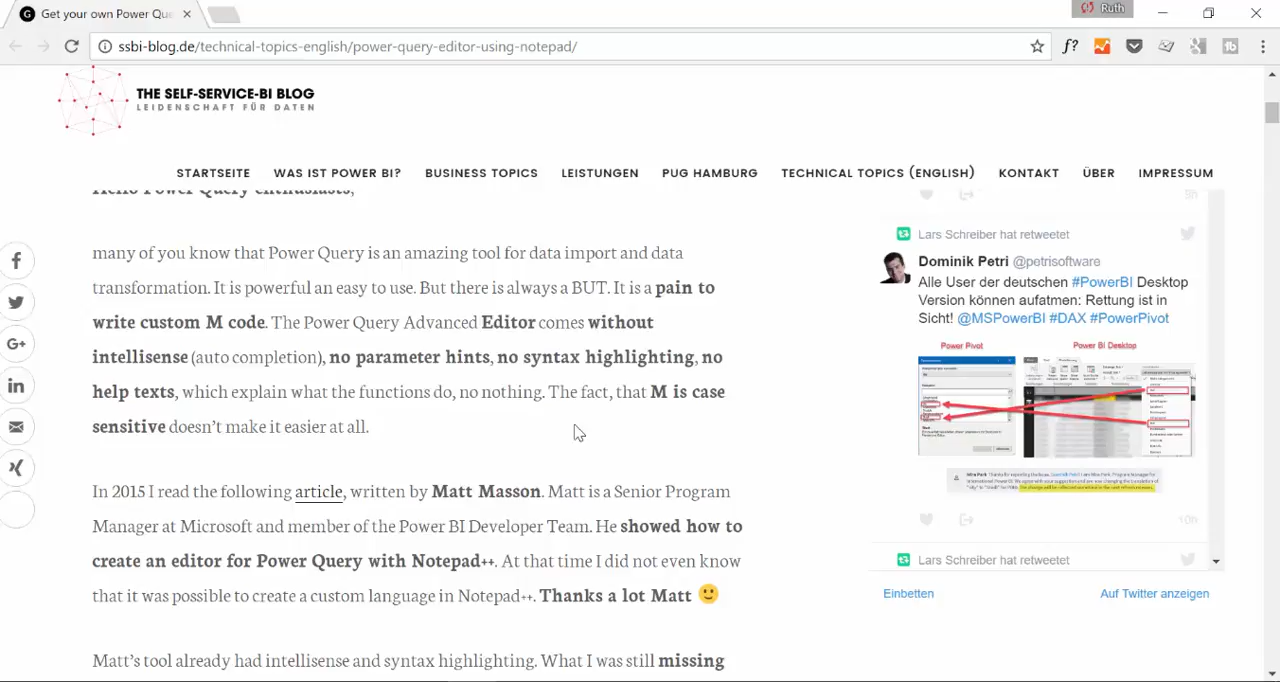 Get your own Power Que
Ruth
ssbi-blog.de/technical-topics-english/power-query-editor-using-notepad/
THE SELF-SERVICE-BI BLOG
LEIDENSCHAFT FÜR DATEN
STARTSEITE WAS IST POWER BI? BUSINESS TOPICS LEISTUNGEN PUG HAMBURG TECHNICAL TOPICS (ENGLISH) KONTAKT ÜBER IMPRESSUM
Hello Power Query enthusiasts,
many of you know that Power Query is an amazing tool for data import and data
transformatin. It is powerful an easy to use. But there is always a BUT. It is a pain to
write custom M code. The Power Query Advanced Editor comes without
intellisense (auto completion), no parameter hints, no syntax highlighting, no
help texts, which explain what a function does, no nothing. The fact, that M is case
sensitive doesn't make it easier at all.
In 2015 I read the following article, written by Matt Masson. Matt is a Senior Program
Manager at Microsoft and member of the Power BI Developer Team. He showed how to
create an editor for Power Query with Notepad++. At that time I did not even know
that it was possible to create a custom language in Notepad++. Thanks a lot Matt
Matt's tool already had intellisense and syntax highlighting. What I was still missing
9h
Lars Schreiber hat retweetet
Dominik Petri @petrisoftware
Alle User der deutschen #PowerBI Desktop
Version können aufatmen: Rettung ist in
Sicht! @MSPowerBI #DAX #PowerPivot
Power Pivot Power BI Desktop
10h
Lars Schreiber hat retweetet
Einbetten Auf Twitter anzeigen